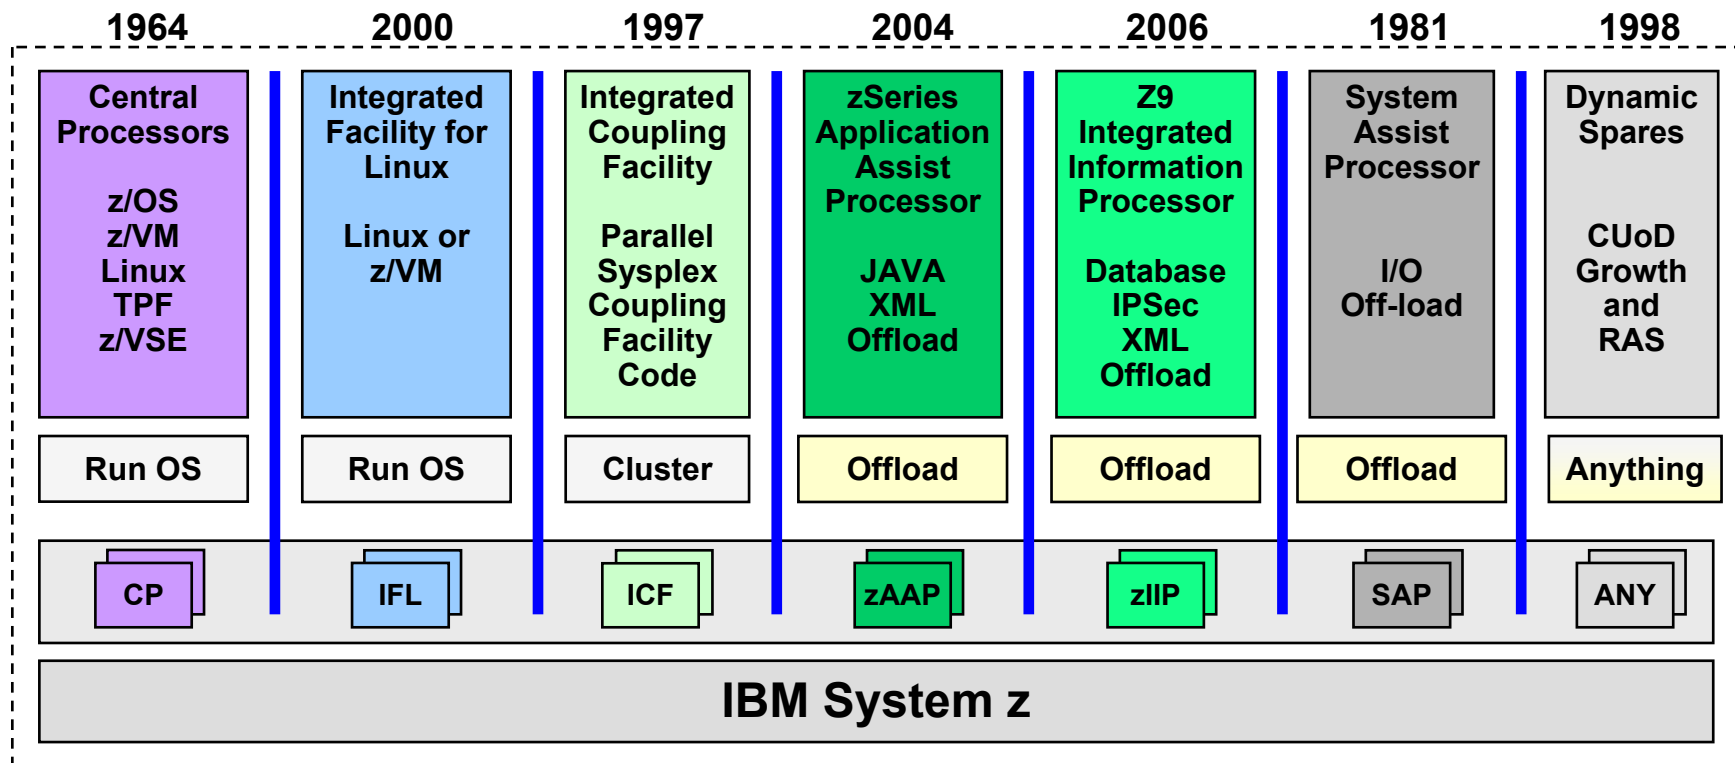 1964
2000
1997
2004
2006
1981
1998
Central
Processors
z/OS
z/VM
Linux
TPF
z/VSE
Integrated
Facility for
Linux
Linux or
z/VM
Integrated
Coupling
Facility
Parallel
Sysplex
Coupling
Facility
Code
zSeries
Application
Assist
Processor
JAVA
XML
Offload
Z9
Integrated
Information
Processor
Database
IPSec
XML
Offload
System
Assist
Processor
I/O
Off-load
Dynamic
Spares
CUoD
Growth
and
RAS
Run OS
Run OS
Cluster
Offload
Offload
Offload
Anything
CP
IFL
ICF
zAAP
zIIP
SAP
ANY
IBM System z